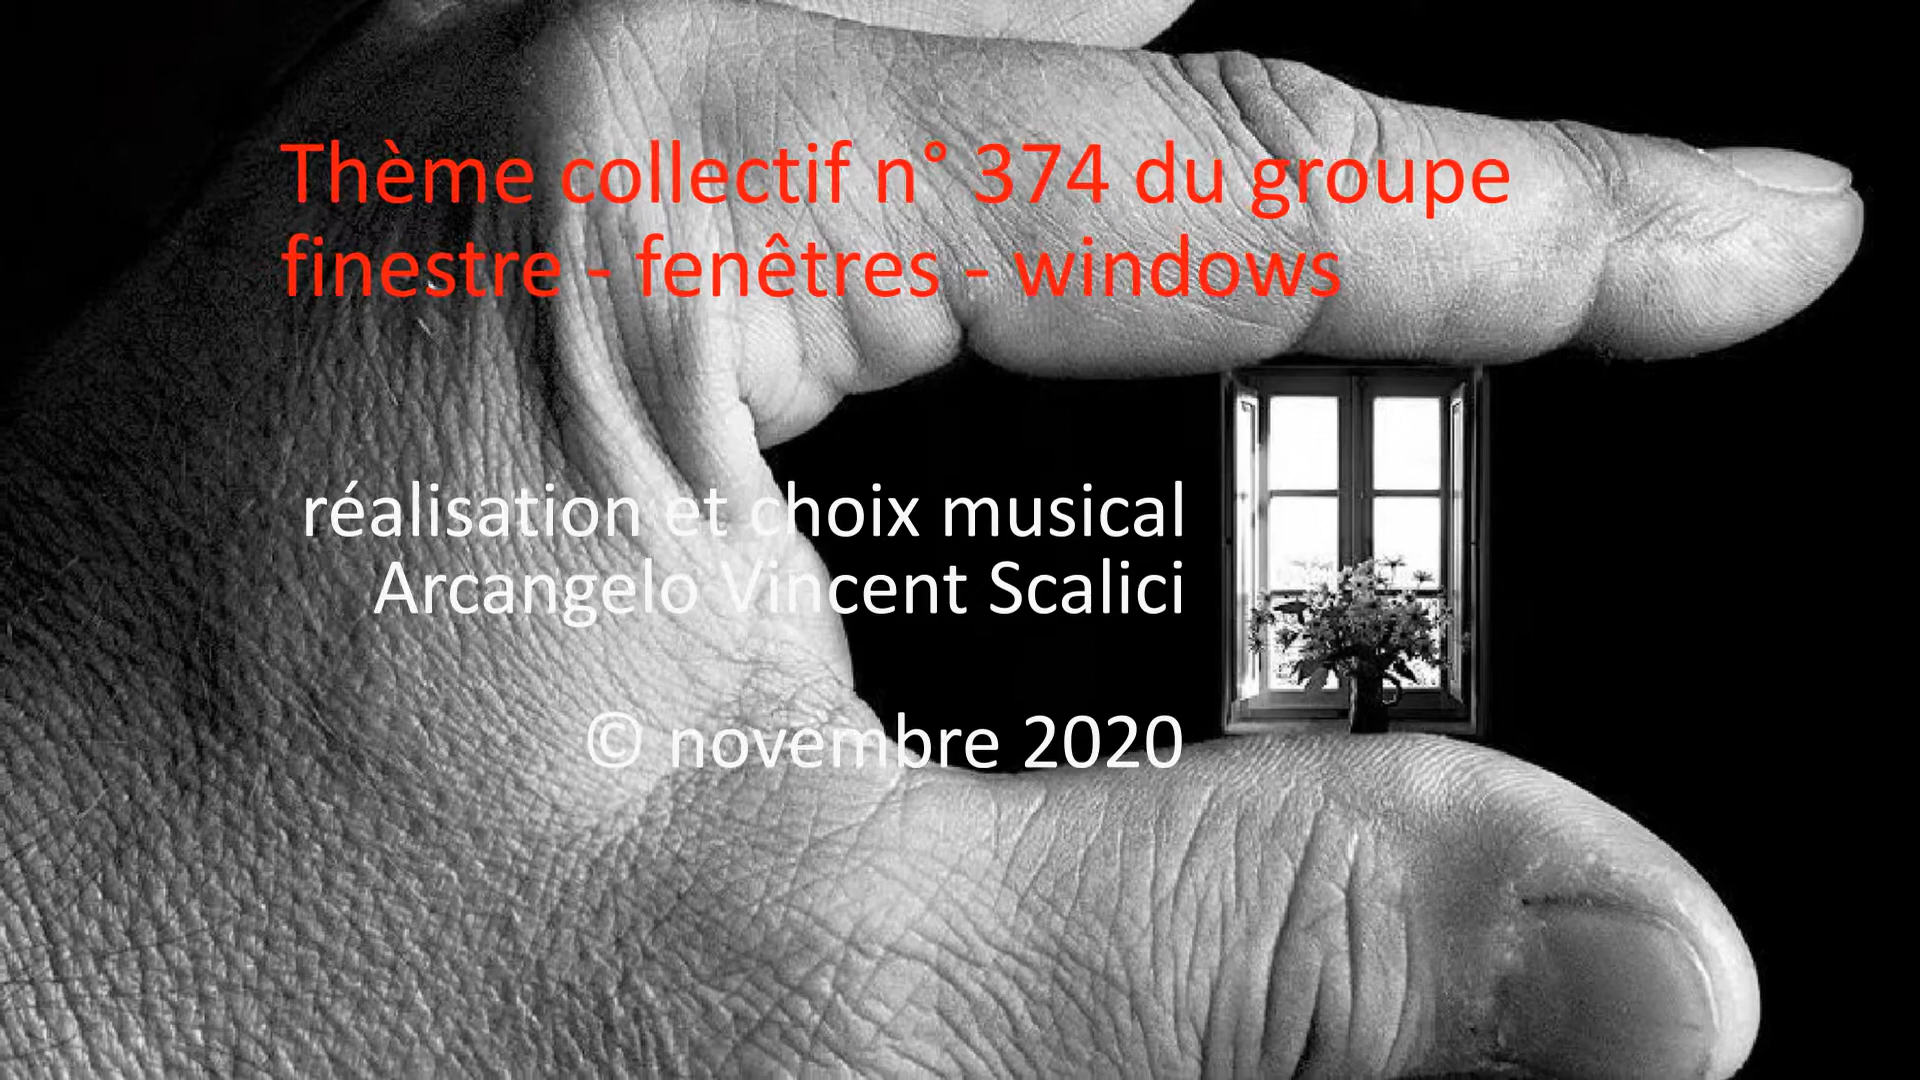 Thème collectif n° 374 du groupe
finestre - fenêtres - windows
réalisation et choix musical
Arcangelo Vincent Scalici
© novembre 2020